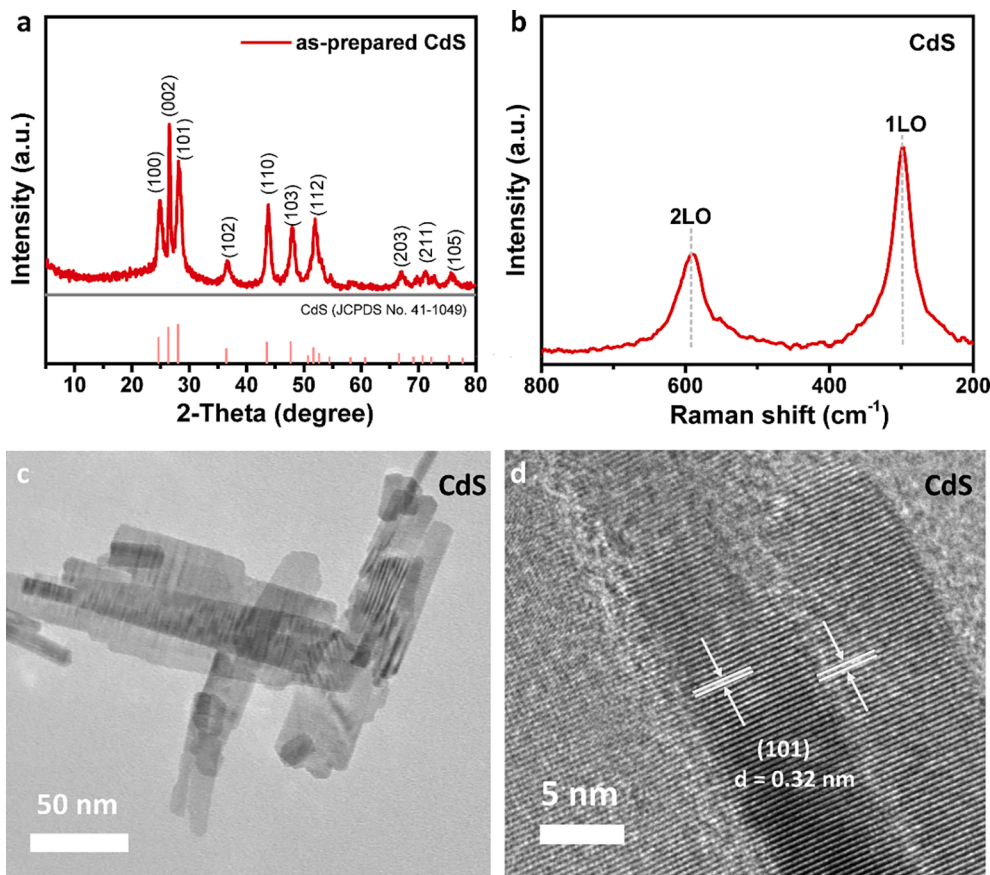 a
as-prepared CdS
Intensity (a.u.)
(100)
(002)
(101)
(102)
(110)
(103)
(112)
(203)
(211)
(105)
CdS (JCPDS No. 41-1049)
10 20 30 40 50 60 70 80
2-Theta (degree)
b
CdS
Intensity (a.u.)
2LO
1LO
800 600 400 200
Raman shift (cm⁻¹)
c
CdS
50 nm
d
CdS
(101)
d = 0.32 nm
5 nm